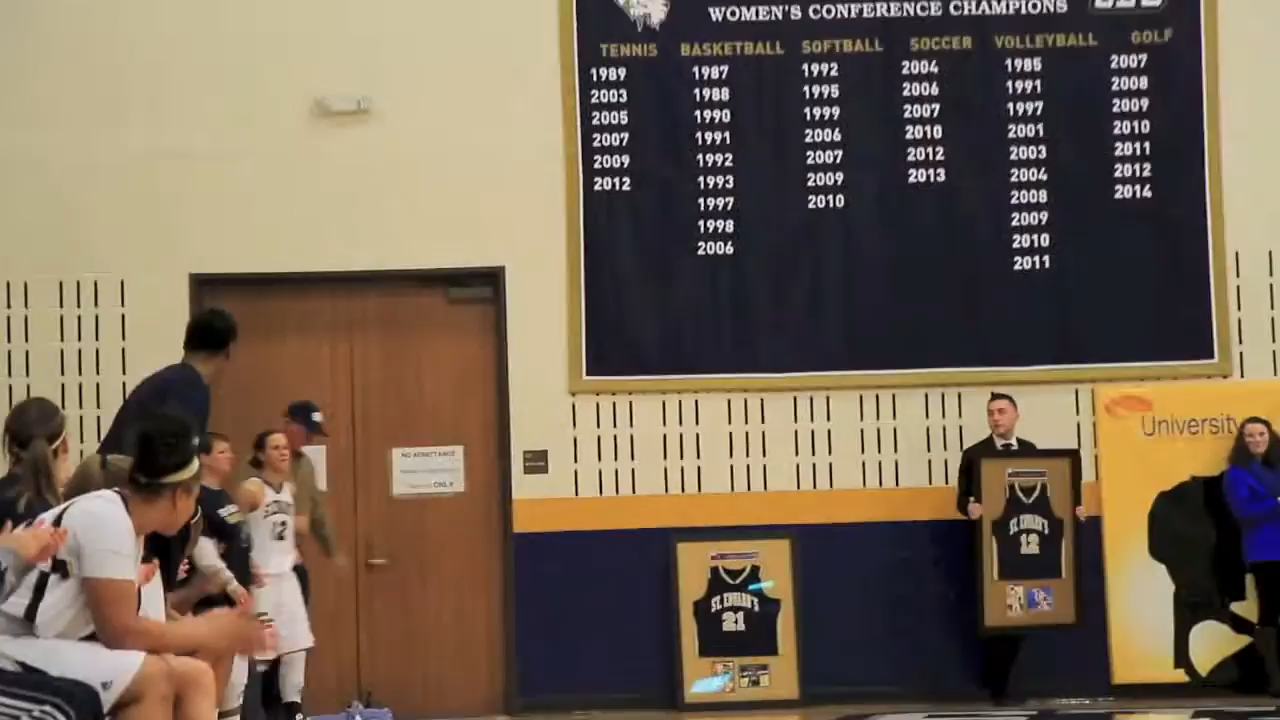 WOMEN'S CONFERENCE CHAMPIONS
TENNIS BASKETBALL SOFTBALL SOCCER VOLLEYBALL GOLF
1989 1987 1992 2004 1985 2007
2003 1988 1995 2006 1991 2008
2005 1990 1999 2007 1997 2009
2007 1991 2006 2010 2001 2010
2009 1992 2007 2012 2003 2011
2012 1993 2009 2013 2004 2012
1997 2010 2008 2014
1998 2009
2006 2010
2011
University
NO ADMITTANCE
ONLY
12
ST. EDWARD'S
12
ST. EDWARD'S
21